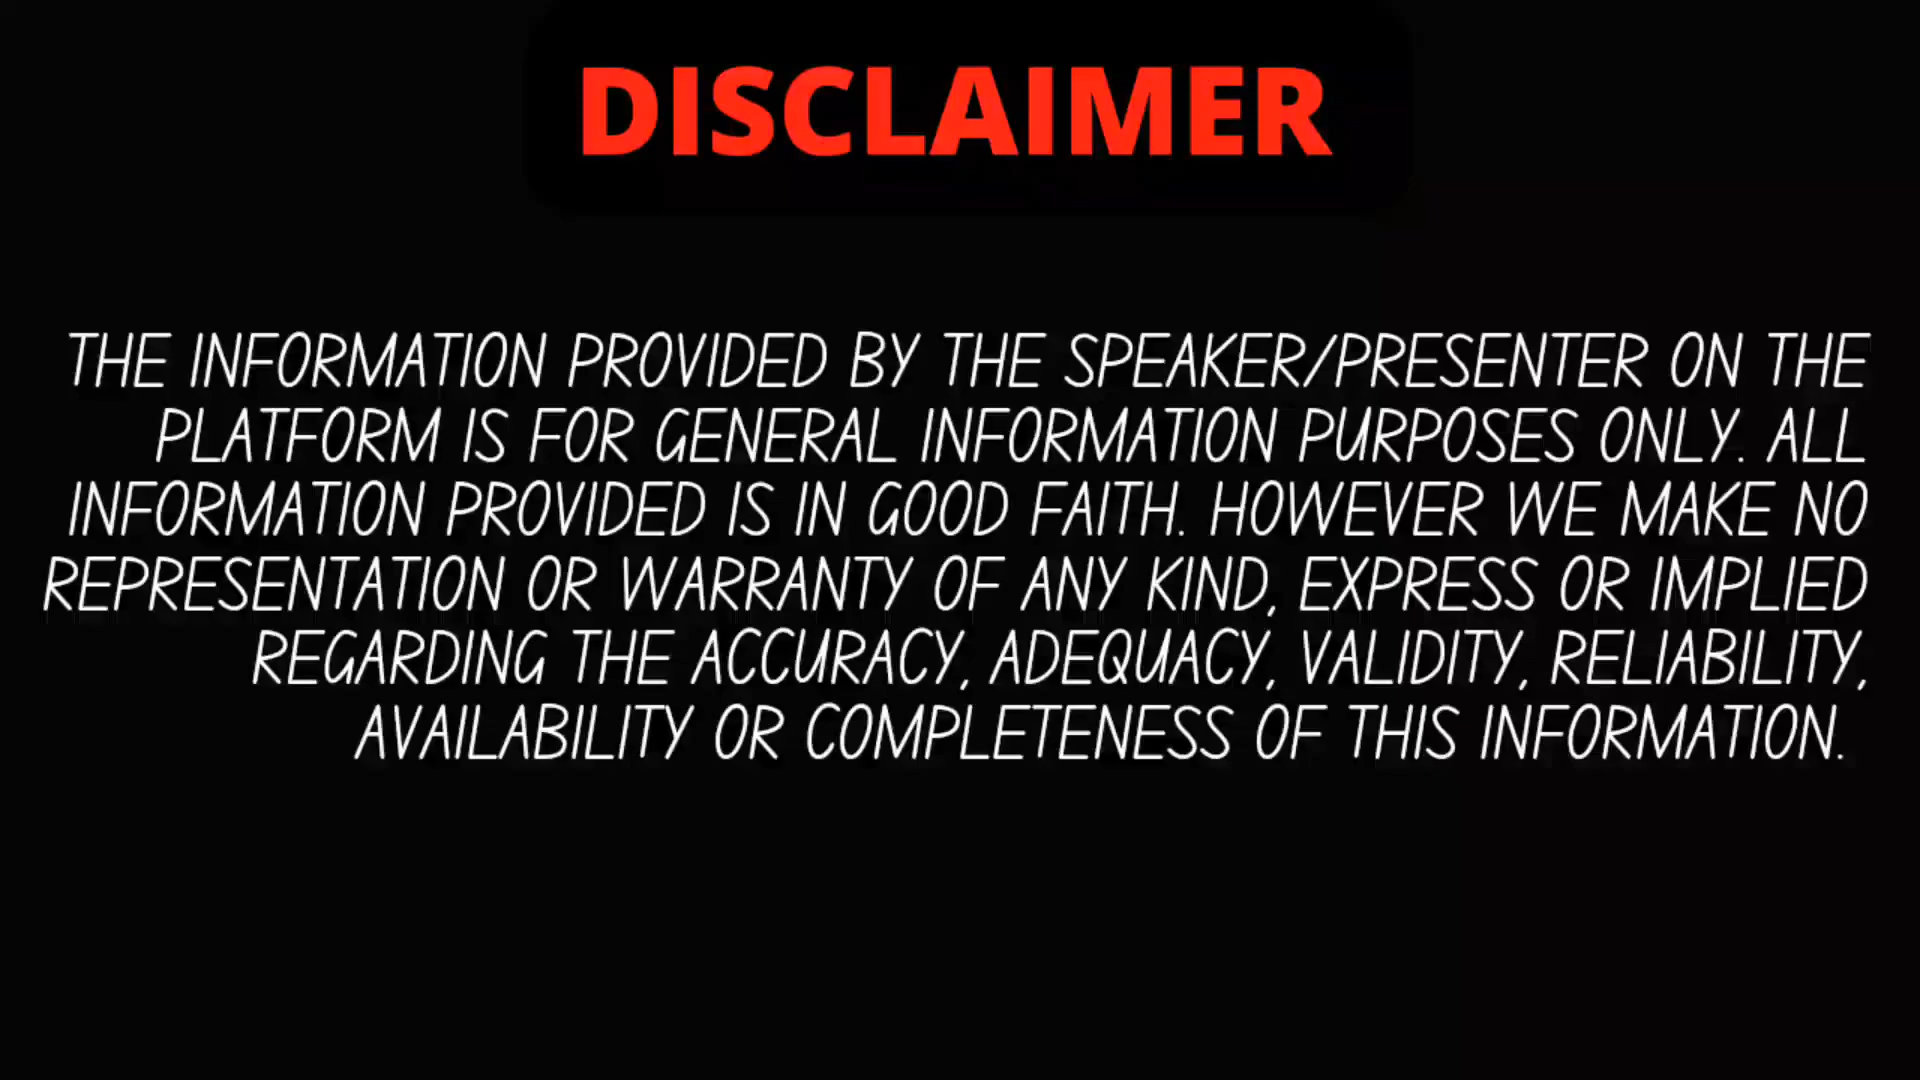 DISCLAIMER
THE INFORMATION PROVIDED BY THE SPEAKER/PRESENTER ON THE
PLATFORM IS FOR GENERAL INFORMATION PURPOSES ONLY. ALL
INFORMATION PROVIDED IS IN GOOD FAITH. HOWEVER WE MAKE NO
REPRESENTATION OR WARRANTY OF ANY KIND, EXPRESS OR IMPLIED
REGARDING THE ACCURACY, ADEQUACY, VALIDITY, RELIABILITY,
AVAILABILITY OR COMPLETENESS OF THIS INFORMATION.